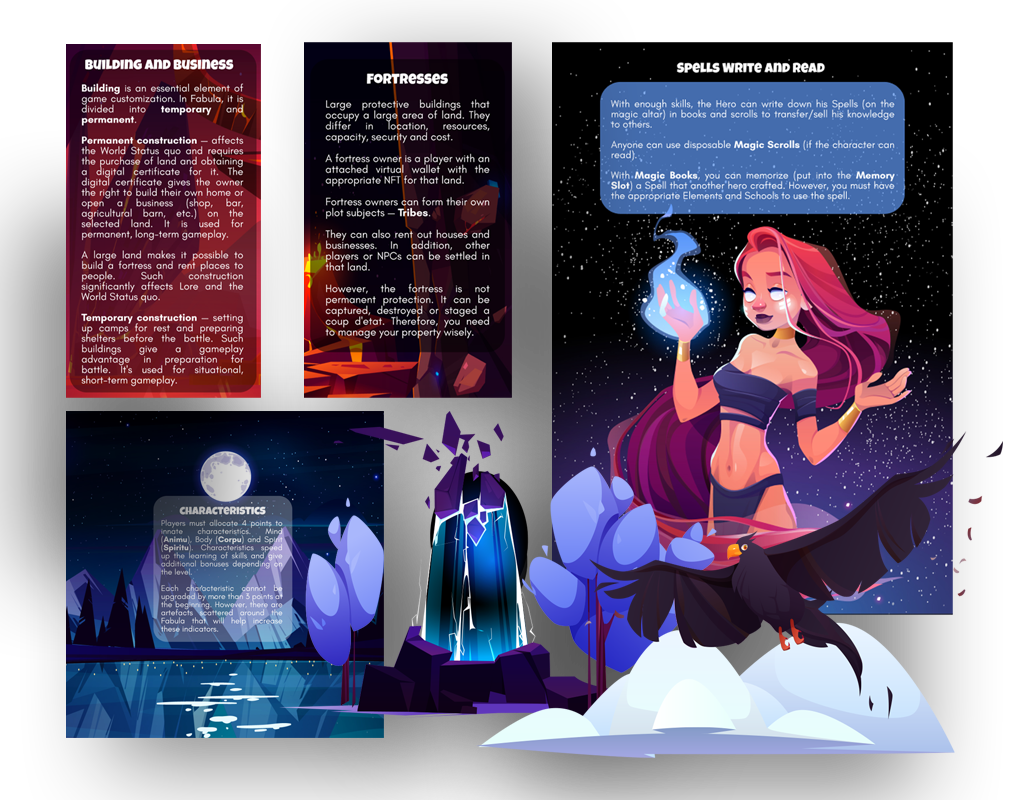 BUILDING AND BUSINESS
Building is an essential element of
game customization. In Fabula, it is
divided into temporary and
permanent.
Permanent construction — affects
the World Status quo and requires
the purchase of land and obtaining
a digital certificate for it. The
digital certificate gives the owner
the right to build their own home or
open a business (shop, bar,
agricultural barn, etc.) on the
selected land. It is used for
permanent, long-term gameplay.
A large land makes it possible to
build a fortress and rent places to
people. Such construction
significantly affects Lore and the
World Status quo.
Temporary construction — setting
up camps for rest and preparing
shelters before the battle. Such
buildings give a gameplay
advantage in preparation for
battle. It's used for situational,
short-term gameplay.
FORTRESSES
Large protective buildings that
occupy a large area of land. They
differ in location, resources,
capacity, security and cost.
A fortress owner is a player with an
attached virtual wallet with the
appropriate NFT for that land.
Fortress owners can form their own
plot subjects — Tribes.
They can also rent out houses and
businesses. In addition, other
players or NPCs can be settled in
that land.
However, the fortress is not
permanent protection. It can be
captured, destroyed or staged a
coup d'etat. Therefore, you need
to manage your property wisely.
SPELLS WRITE AND READ
With enough skills, the Hero can write down his Spells (on the
magic altar) in books and scrolls to transfer/sell his knowledge
to others.
Anyone can use disposable Magic Scrolls (if the character can
read).
With Magic Books, you can memorize (put into the Memory
Slot) a Spell that another hero crafted. However, you must have
the appropriate Elements and Schools to use the spell.
CHARACTERISTICS
Players must allocate 4 points to
innate characteristics. Mind
(Animu), Body (Corpu) and Spirit
(Spiritu). Characteristics speed
up the learning of skills and give
additional bonuses depending on
the level.
Each characteristic cannot be
upgraded by more than 5 points at
the beginning. However, there are
artefacts scattered around the
Fabula that will help increase
these indicators.